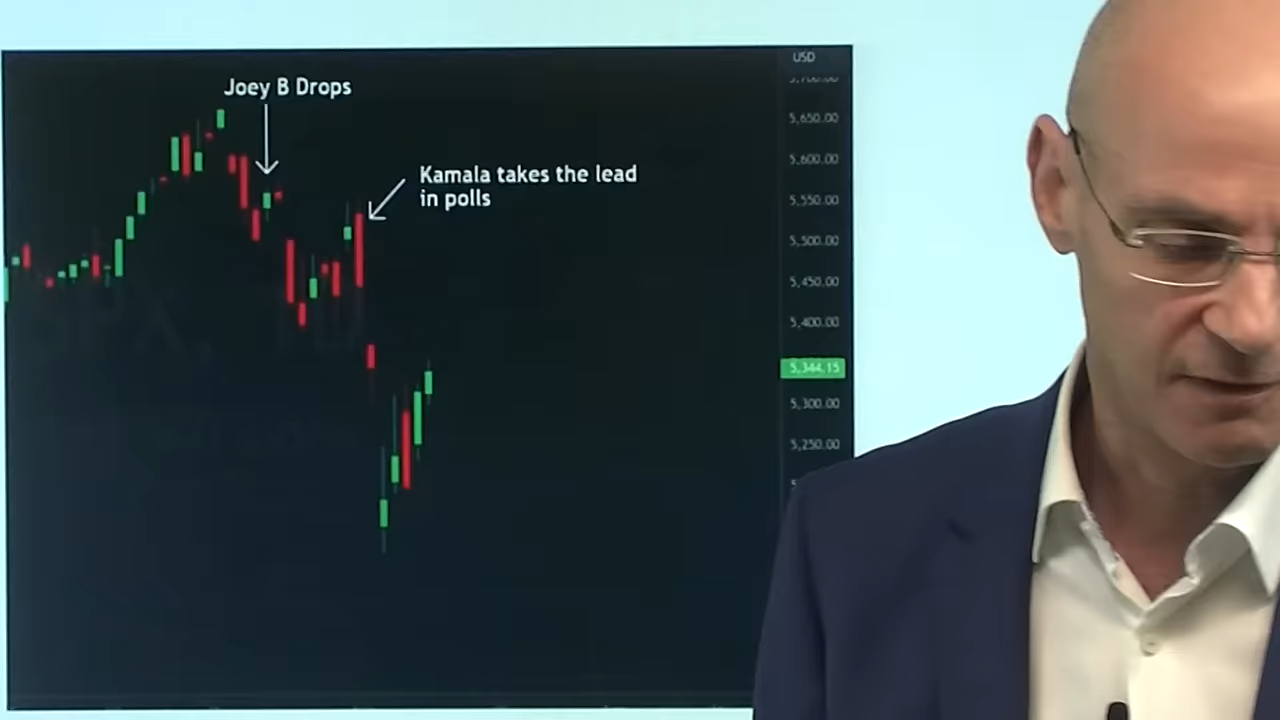 Joey B Drops
Kamala takes the lead
in polls
USD
5,650.00
5,600.00
5,550.00
5,500.00
5,450.00
5,400.00
5,344.15
5,300.00
5,250.00